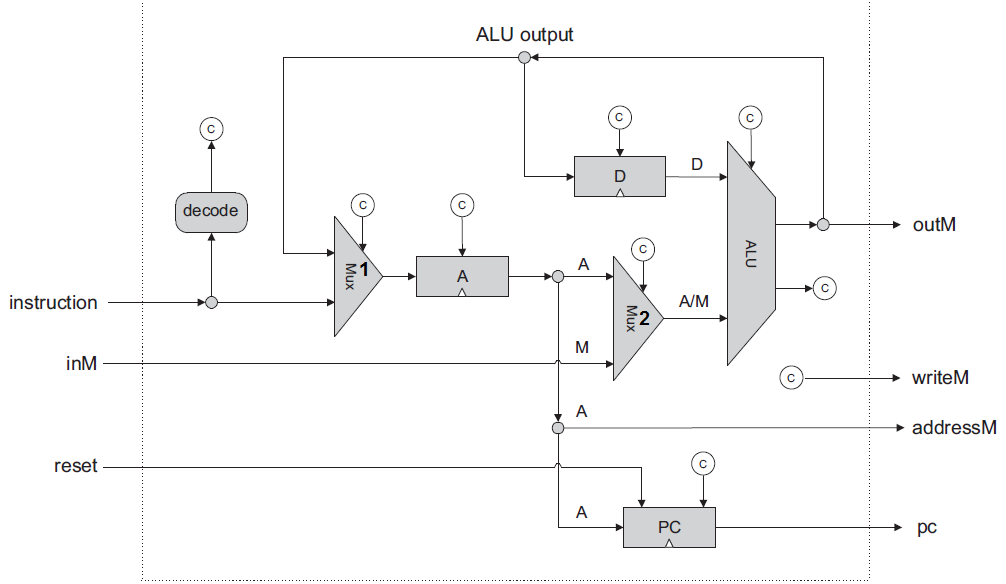 ALU output
C
C
C
D
D
decode
C
C
Mux 1
A
C
A
Mux 2
A/M
ALU
outM
C
instruction
inM
M
C
writeM
A
addressM
reset
C
A
PC
pc